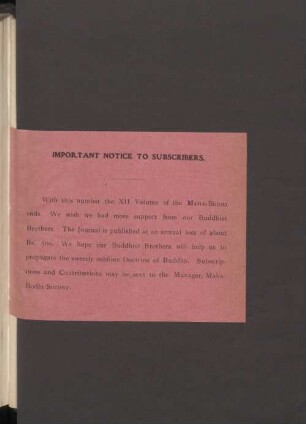 IMPORTANT NOTICE TO SUBSCRIBERS.
With this number the XII Volume of the MAHA-BODHI
ends. We wish we had more support from our Buddhist
Brothers. The Journal is published at an annual loss of about
Rs. 500. We hope our Buddhist Brothers will help us to
propagate the sweetly sublime Doctrine of Buddha. Subscrip-
tions and Contributions may be sent to the Manager, Maha-
Bodhi Society.